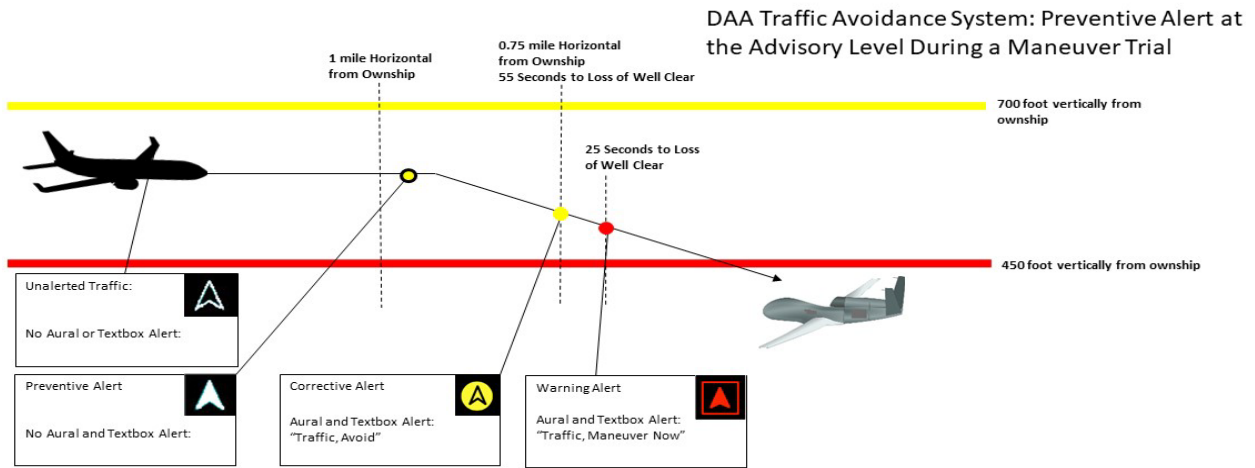 DAA Traffic Avoidance System: Preventive Alert at
the Advisory Level During a Maneuver Trial
1 mile Horizontal
from Ownship
0.75 mile Horizontal
from Ownship
55 Seconds to Loss of Well Clear
700 foot vertically from
ownship
25 Seconds to Loss
of Well Clear
450 foot vertically from ownship
Unalerted Traffic:
No Aural or Textbox Alert:
Preventive Alert
No Aural and Textbox Alert:
Corrective Alert
Aural and Textbox Alert:
“Traffic, Avoid”
Warning Alert
Aural and Textbox Alert:
“Traffic, Maneuver Now”